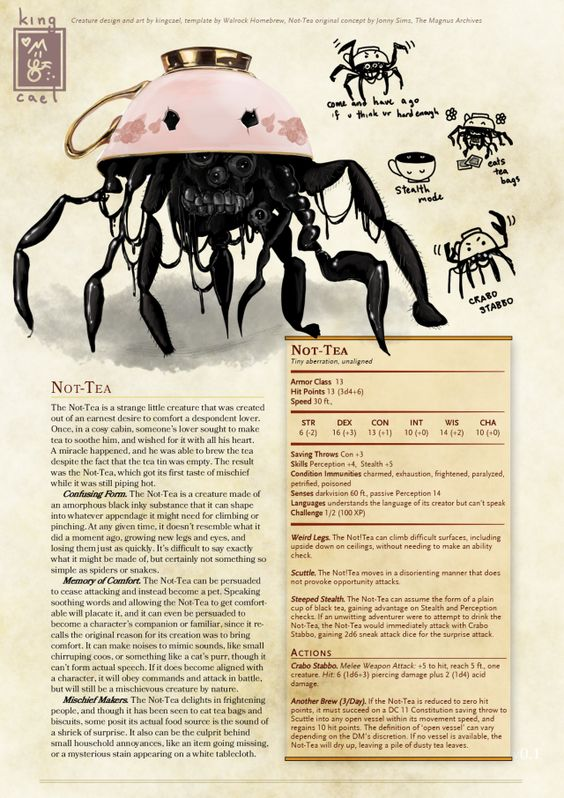 king
cael
Creature design and art by kingcael, template by Walrock Homebrew, Not-Tea original concept by Jonny Sims, The Magnus Archives
come and have a go
if u think ur hard enough
eats
tea
bags
Stealth
mode
CRABO
STABBO
NOT-TEA
The Not-Tea is a strange little creature that was created
out of an earnest desire to comfort a despondent lover.
Once, in a cosy cabin, someone's lover sought to make
tea to soothe him, and wished for it with all his heart.
A miracle happened, and he was able to brew the tea
despite the fact that the tea tin was empty. The result
was the Not-Tea, which got its first taste of mischief
while it was still piping hot.
Confusing Form. The Not-Tea is a creature made of
an amorphous black inky substance that it can shape
into whatever appendage it might need for climbing or
pinching. At any given time, it doesn't resemble what it
did a moment ago, growing new legs and eyes, and
losing them just as quickly. It's difficult to say exactly
what it might be made of, but certainly not something so
simple as spiders or snakes.
Memory of Comfort. The Not-Tea can be persuaded
to cease attacking and instead become a pet. Speaking
soothing words and allowing the Not-Tea to get comfort-
able will placate it, and it can even be persuaded to
become a character's companion or familiar, since it re-
calls the original reason for its creation was to bring
comfort. It can make noises to mimic sounds, like small
chirruping coos, or something like a cat's purr, though it
can't form actual speech. If it does become aligned with
a character, it will obey commands and attack in battle,
but will still be a mischievous creature by nature.
Mischief Makers. The Not-Tea delights in frightening
people, and though it has been seen to eat tea bags and
biscuits, some posit its actual food source is the sound of
a shriek of surprise. It also can be the culprit behind
small household annoyances, like an item going missing,
or a mysterious stain appearing on a white tablecloth.
NOT-TEA
Tiny aberration, unaligned
Armor Class 13
Hit Points 13 (3d4+6)
Speed 30 ft.,
STR DEX CON INT WIS CHA
6 (-2) 16 (+3) 13 (+1) 10 (+0) 14 (+2) 10 (+0)
Saving Throws Con +3
Skills Perception +4, Stealth +5
Condition Immunities charmed, exhaustion, frightened, paralyzed,
petrified, poisoned
Senses darkvision 60 ft., passive Perception 14
Languages understands the language of its creator but can't speak
Challenge 1/2 (100 XP)
Weird Legs. The Not!Tea can climb difficult surfaces, including
upside down on ceilings, without needing to make an ability
check.
Scuttle. The Not!Tea moves in a disorienting manner that does
not provoke opportunity attacks.
Steeped Stealth. The Not-Tea can assume the form of a plain
cup of black tea, gaining advantage on Stealth and Perception
checks. If an unwitting adventurer were to attempt to drink the
Not-Tea, the Not-Tea would immediately attack with Crabo
Stabbo, gaining 2d6 sneak attack dice for the surprise attack.
ACTIONS
Crabo Stabbo. Melee Weapon Attack: +5 to hit, reach 5 ft., one
creature. Hit: 6 (1d6+3) piercing damage plus 2 (1d4) acid
damage.
Another Brew (3/Day). If the Not-Tea is reduced to zero hit
points, it must succeed on a DC 11 Constitution saving throw to
Scuttle into any open vessel within its movement speed, and
regains 10 hit points. The definition of 'open vessel' can vary
depending on the DM's discretion. If no vessel is available, the
Not-Tea will dry up, leaving a pile of dusty tea leaves.
0.1